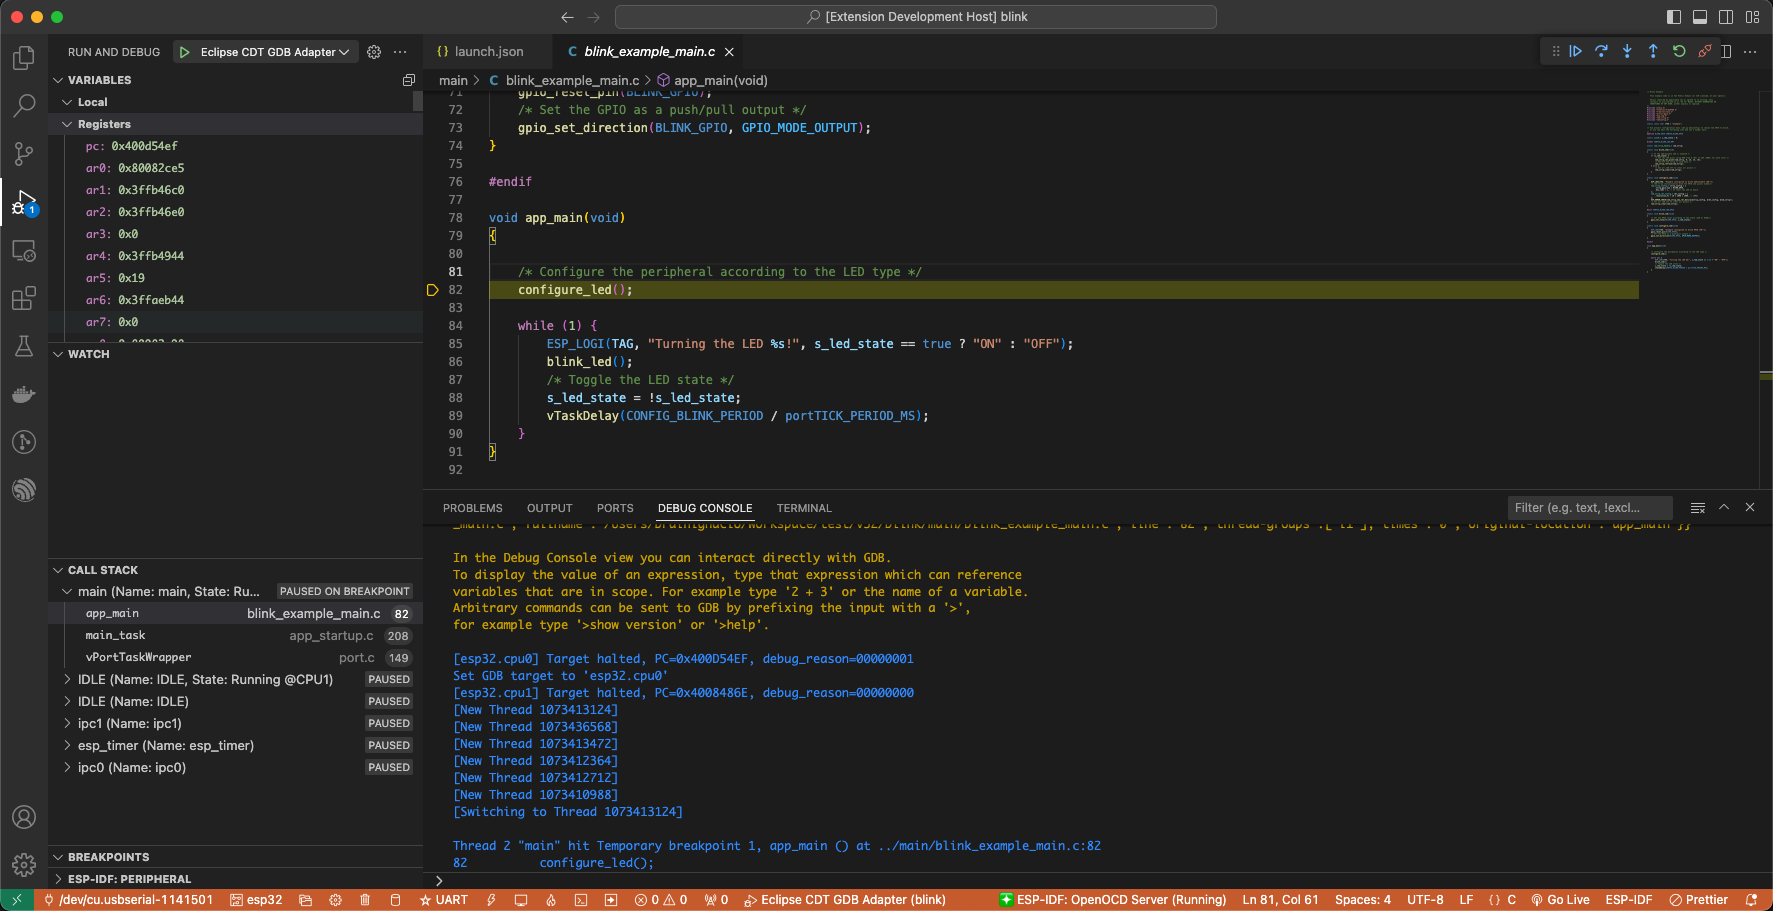 [Extension Development Host] blink
RUN AND DEBUG
Eclipse CDT GDB Adapter
{} launch.json
C blink_example_main.c
main > C blink_example_main.c > app_main(void)
VARIABLES
Local
Registers
pc: 0x400d54ef
ar0: 0x80082ce5
ar1: 0x3ffb46c0
ar2: 0x3ffb46e0
ar3: 0x0
ar4: 0x3ffb4944
ar5: 0x19
ar6: 0x3ffaeb44
ar7: 0x0
WATCH
CALL STACK
main (Name: main, State: Ru... PAUSED ON BREAKPOINT
app_main blink_example_main.c 82
main_task app_startup.c 208
vPortTaskWrapper port.c 149
IDLE (Name: IDLE, State: Running @CPU1) PAUSED
IDLE (Name: IDLE) PAUSED
ipc1 (Name: ipc1) PAUSED
esp_timer (Name: esp_timer) PAUSED
ipc0 (Name: ipc0) PAUSED
BREAKPOINTS
ESP-IDF: PERIPHERAL
71 gpio_reset_pin(BLINK_GPIO);
72 /* Set the GPIO as a push/pull output */
73 gpio_set_direction(BLINK_GPIO, GPIO_MODE_OUTPUT);
74 }
75
76 #endif
77
78 void app_main(void)
79 {
80
81 /* Configure the peripheral according to the LED type */
82 configure_led();
83
84 while (1) {
85 ESP_LOGI(TAG, "Turning the LED %s!", s_led_state == true ? "ON" : "OFF");
86 blink_led();
87 /* Toggle the LED state */
88 s_led_state = !s_led_state;
89 vTaskDelay(CONFIG_BLINK_PERIOD / portTICK_PERIOD_MS);
90 }
91 }
92
PROBLEMS OUTPUT PORTS DEBUG CONSOLE TERMINAL
Filter (e.g. text, !excl...
In the Debug Console view you can interact directly with GDB.
To display the value of an expression, type that expression which can reference
variables that are in scope. For example type '2 + 3' or the name of a variable.
Arbitrary commands can be sent to GDB by prefixing the input with a '>',
for example type '>show version' or '>help'.
[esp32.cpu0] Target halted, PC=0x400D54EF, debug_reason=00000001
Set GDB target to 'esp32.cpu0'
[esp32.cpu1] Target halted, PC=0x4008486E, debug_reason=00000000
[New Thread 1073413124]
[New Thread 1073436568]
[New Thread 1073413472]
[New Thread 1073412364]
[New Thread 1073412712]
[New Thread 1073410988]
[Switching to Thread 1073413124]
Thread 2 "main" hit Temporary breakpoint 1, app_main () at ../main/blink_example_main.c:82
82 configure_led();
>
1
/dev/cu.usbserial-1141501 esp32 UART 0 0 0 Eclipse CDT GDB Adapter (blink) ESP-IDF: OpenOCD Server (Running) Ln 81, Col 61 Spaces: 4 UTF-8 LF {} C Go Live ESP-IDF Prettier